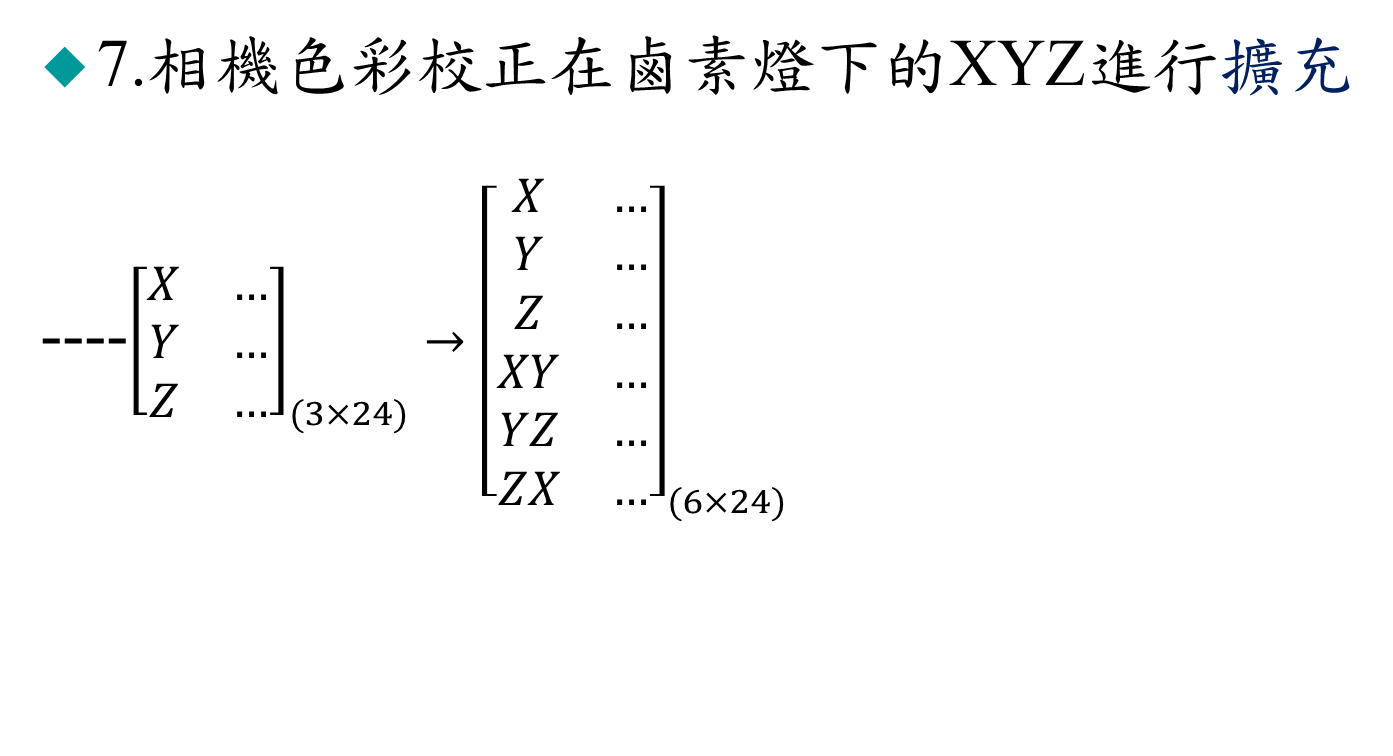 ◆7.相機色彩校正在鹵素燈下的XYZ進行擴充
X ...
Y ...
Z ...
---- (3×24) →
X ...
Y ...
Z ...
XY ...
YZ ...
ZX ...
(6×24)